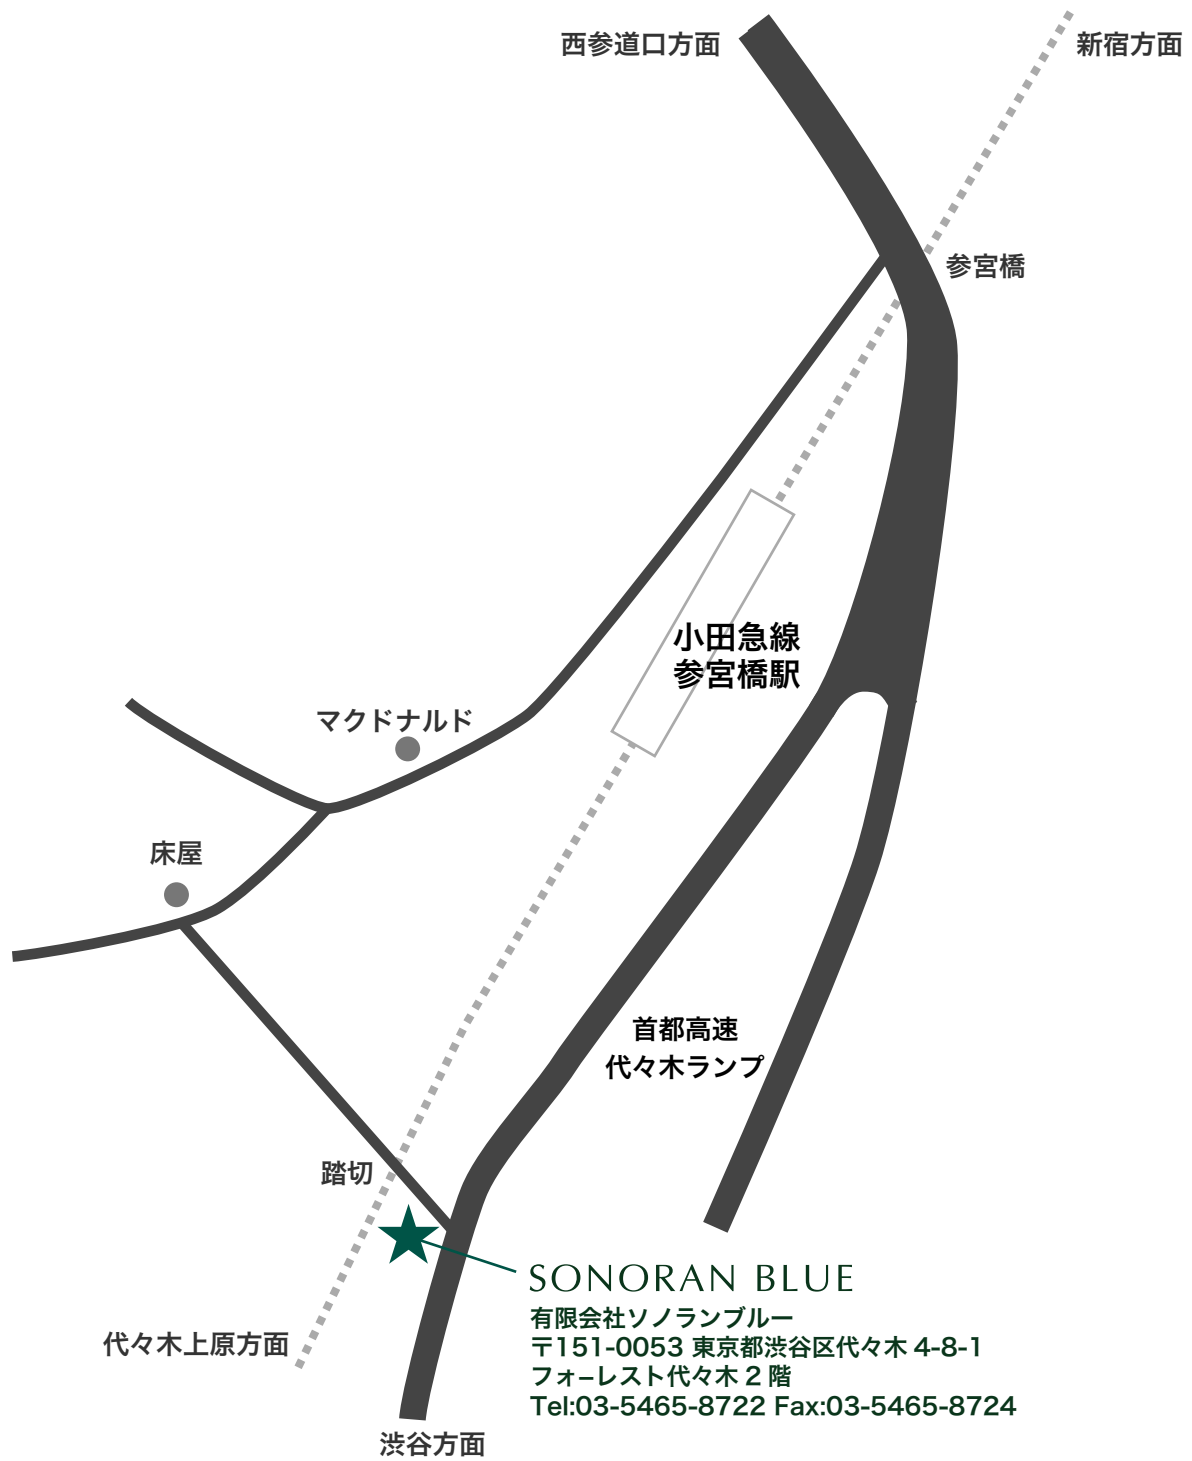 西参道口方面
新宿方面
参宮橋
小田急線
参宮橋駅
マクドナルド
床屋
首都高速
代々木ランプ
踏切
SONORAN BLUE
有限会社ソノランブルー
〒151-0053 東京都渋谷区代々木 4-8-1
フォ−レスト代々木 2 階
Tel:03-5465-8722 Fax:03-5465-8724
代々木上原方面
渋谷方面